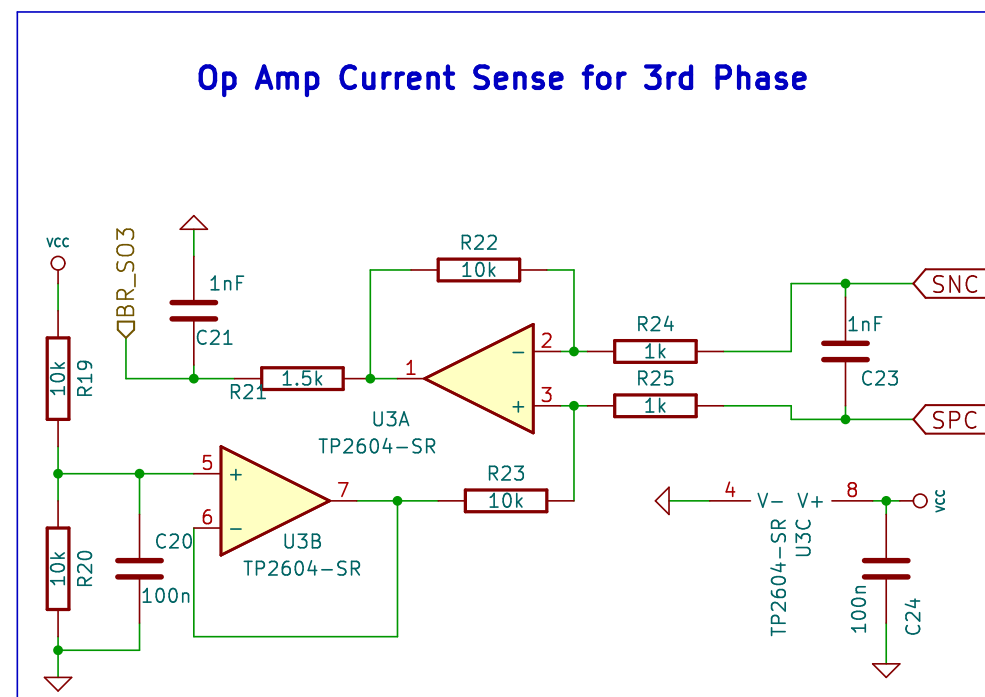 Op Amp Current Sense for 3rd Phase
vcc
BR_SO3
1nF
C21
R22
10k
SNC
R24
1k
1nF
C23
R25
1k
SPC
10k
R19
R21
1.5k
1
2
3
−
+
U3A
TP2604-SR
5
6
7
+
−
U3B
TP2604-SR
R23
10k
4
V−
V+
8
vcc
TP2604-SR
U3C
100n
C24
10k
R20
C20
100n